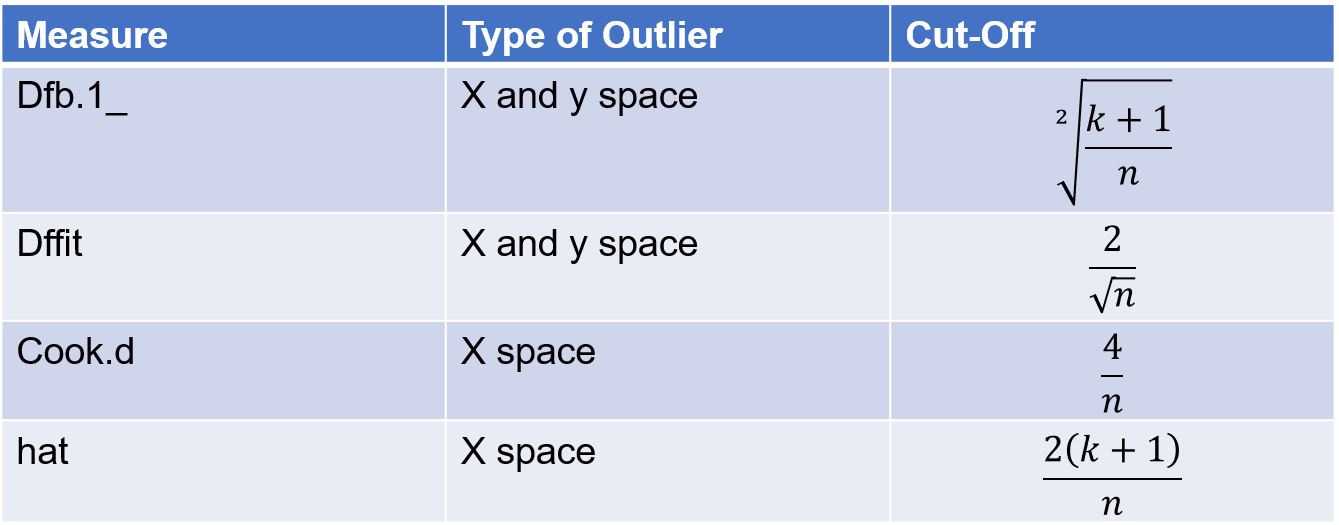 Measure Type of Outlier Cut-Off
Dfb.1_ X and y space $\sqrt[2]{\frac{k+1}{n}}$
Dffit X and y space $\frac{2}{\sqrt{n}}$
Cook.d X space $\frac{4}{n}$
hat X space $\frac{2(k+1)}{n}$